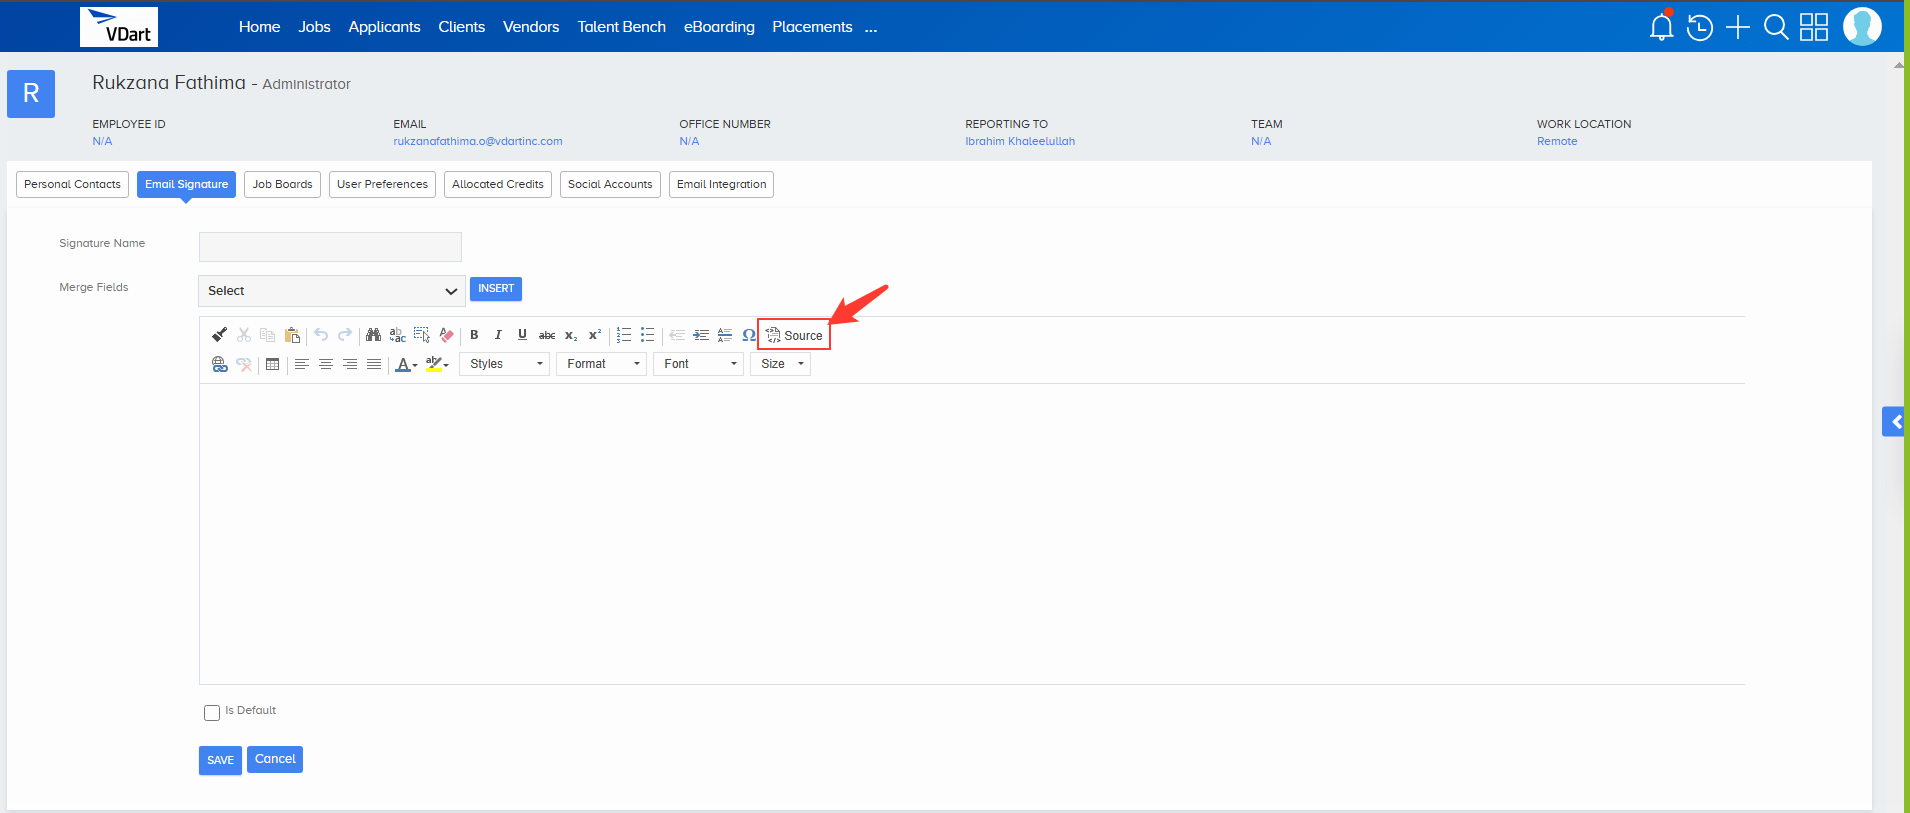 VDart
Home Jobs Applicants Clients Vendors Talent Bench eBoarding Placements ...
R
Rukzana Fathima - Administrator
EMPLOYEE ID EMAIL OFFICE NUMBER REPORTING TO TEAM WORK LOCATION
N/A rukzanafathima.o@vdartinc.com N/A Ibrahim Khaleelullah N/A Remote
Personal Contacts Email Signature Job Boards User Preferences Allocated Credits Social Accounts Email Integration
Signature Name
Merge Fields Select INSERT
B I U abc x₂ x² Ω Source
A ab Styles Format Font Size
Is Default
SAVE Cancel